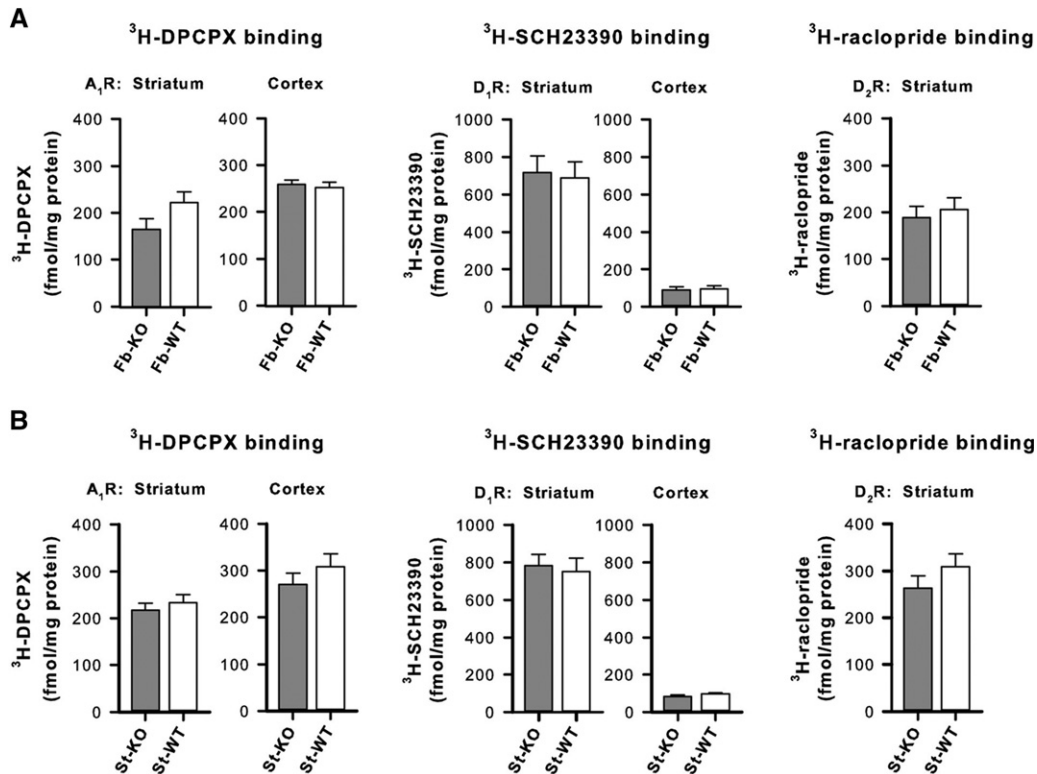 A
³H-DPCPX binding
³H-SCH23390 binding
³H-raclopride binding
A₁R: Striatum
Cortex
D₁R: Striatum
Cortex
D₂R: Striatum
³H-DPCPX
(fmol/mg protein)
400
300
200
100
0
Fb-KO
Fb-WT
400
300
200
100
0
Fb-KO
Fb-WT
³H-SCH23390
(fmol/mg protein)
1000
800
600
400
200
0
Fb-KO
Fb-WT
1000
800
600
400
200
0
Fb-KO
Fb-WT
³H-raclopride
(fmol/mg protein)
400
300
200
100
0
Fb-KO
Fb-WT
B
³H-DPCPX binding
³H-SCH23390 binding
³H-raclopride binding
A₁R: Striatum
Cortex
D₁R: Striatum
Cortex
D₂R: Striatum
³H-DPCPX
(fmol/mg protein)
400
300
200
100
0
St-KO
St-WT
400
300
200
100
0
St-KO
St-WT
³H-SCH23390
(fmol/mg protein)
1000
800
600
400
200
0
St-KO
St-WT
1000
800
600
400
200
0
St-KO
St-WT
³H-raclopride
(fmol/mg protein)
400
300
200
100
0
St-KO
St-WT